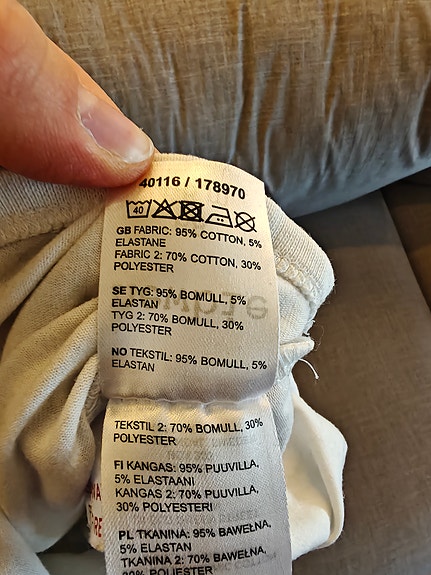 40116 / 178970
40
GB FABRIC: 95% COTTON, 5%
ELASTANE
FABRIC 2: 70% COTTON, 30%
POLYESTER
SE TYG: 95% BOMULL, 5%
ELASTAN
TYG 2: 70% BOMULL, 30%
POLYESTER
NO TEKSTIL: 95% BOMULL, 5%
ELASTAN
TEKSTIL 2: 70% BOMULL, 30%
POLYESTER
FI KANGAS: 95% PUUVILLA,
5% ELASTAANI
KANGAS 2: 70% PUUVILLA,
30% POLYESTERI
PL TKANINA: 95% BAWEŁNA,
5% ELASTAN
TKANINA 2: 70% BAWEŁNA,
30% POLIESTER